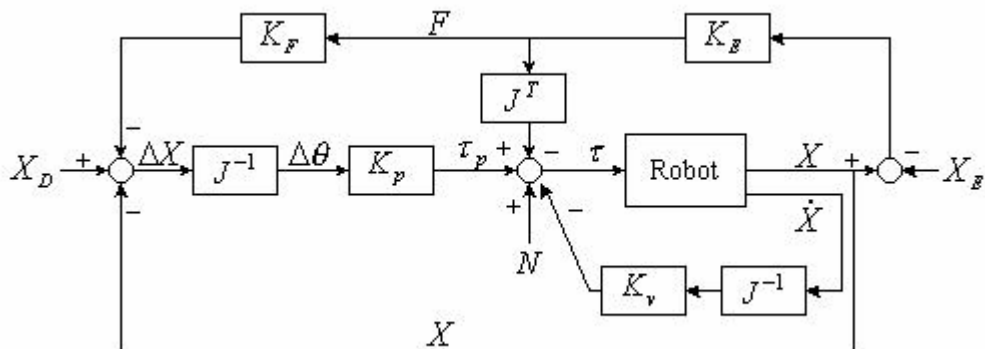 K_F
F
K_E
J^T
−
X_D
+
ΔX
J^{-1}
Δθ
K_p
τ_p
+
−
τ
Robot
X
+
−
X_E
−
+
−
Ẋ
N
K_v
J^{-1}
X